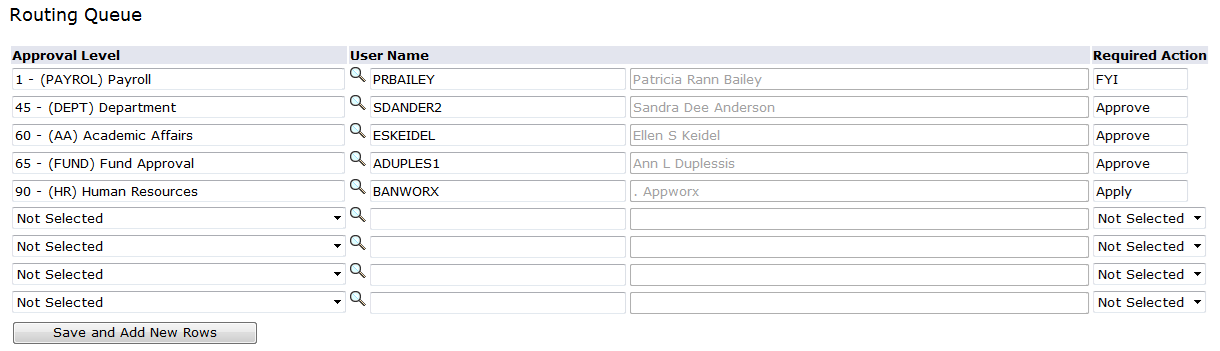 Routing Queue
Approval Level User Name Required Action
1 - (PAYROL) Payroll PRBAILEY Patricia Rann Bailey FYI
45 - (DEPT) Department SDANDER2 Sandra Dee Anderson Approve
60 - (AA) Academic Affairs ESKEIDEL Ellen S Keidel Approve
65 - (FUND) Fund Approval ADUPLES1 Ann L Duplessis Approve
90 - (HR) Human Resources BANWORX . Appworx Apply
Not Selected Not Selected
Not Selected Not Selected
Not Selected Not Selected
Not Selected Not Selected
Save and Add New Rows